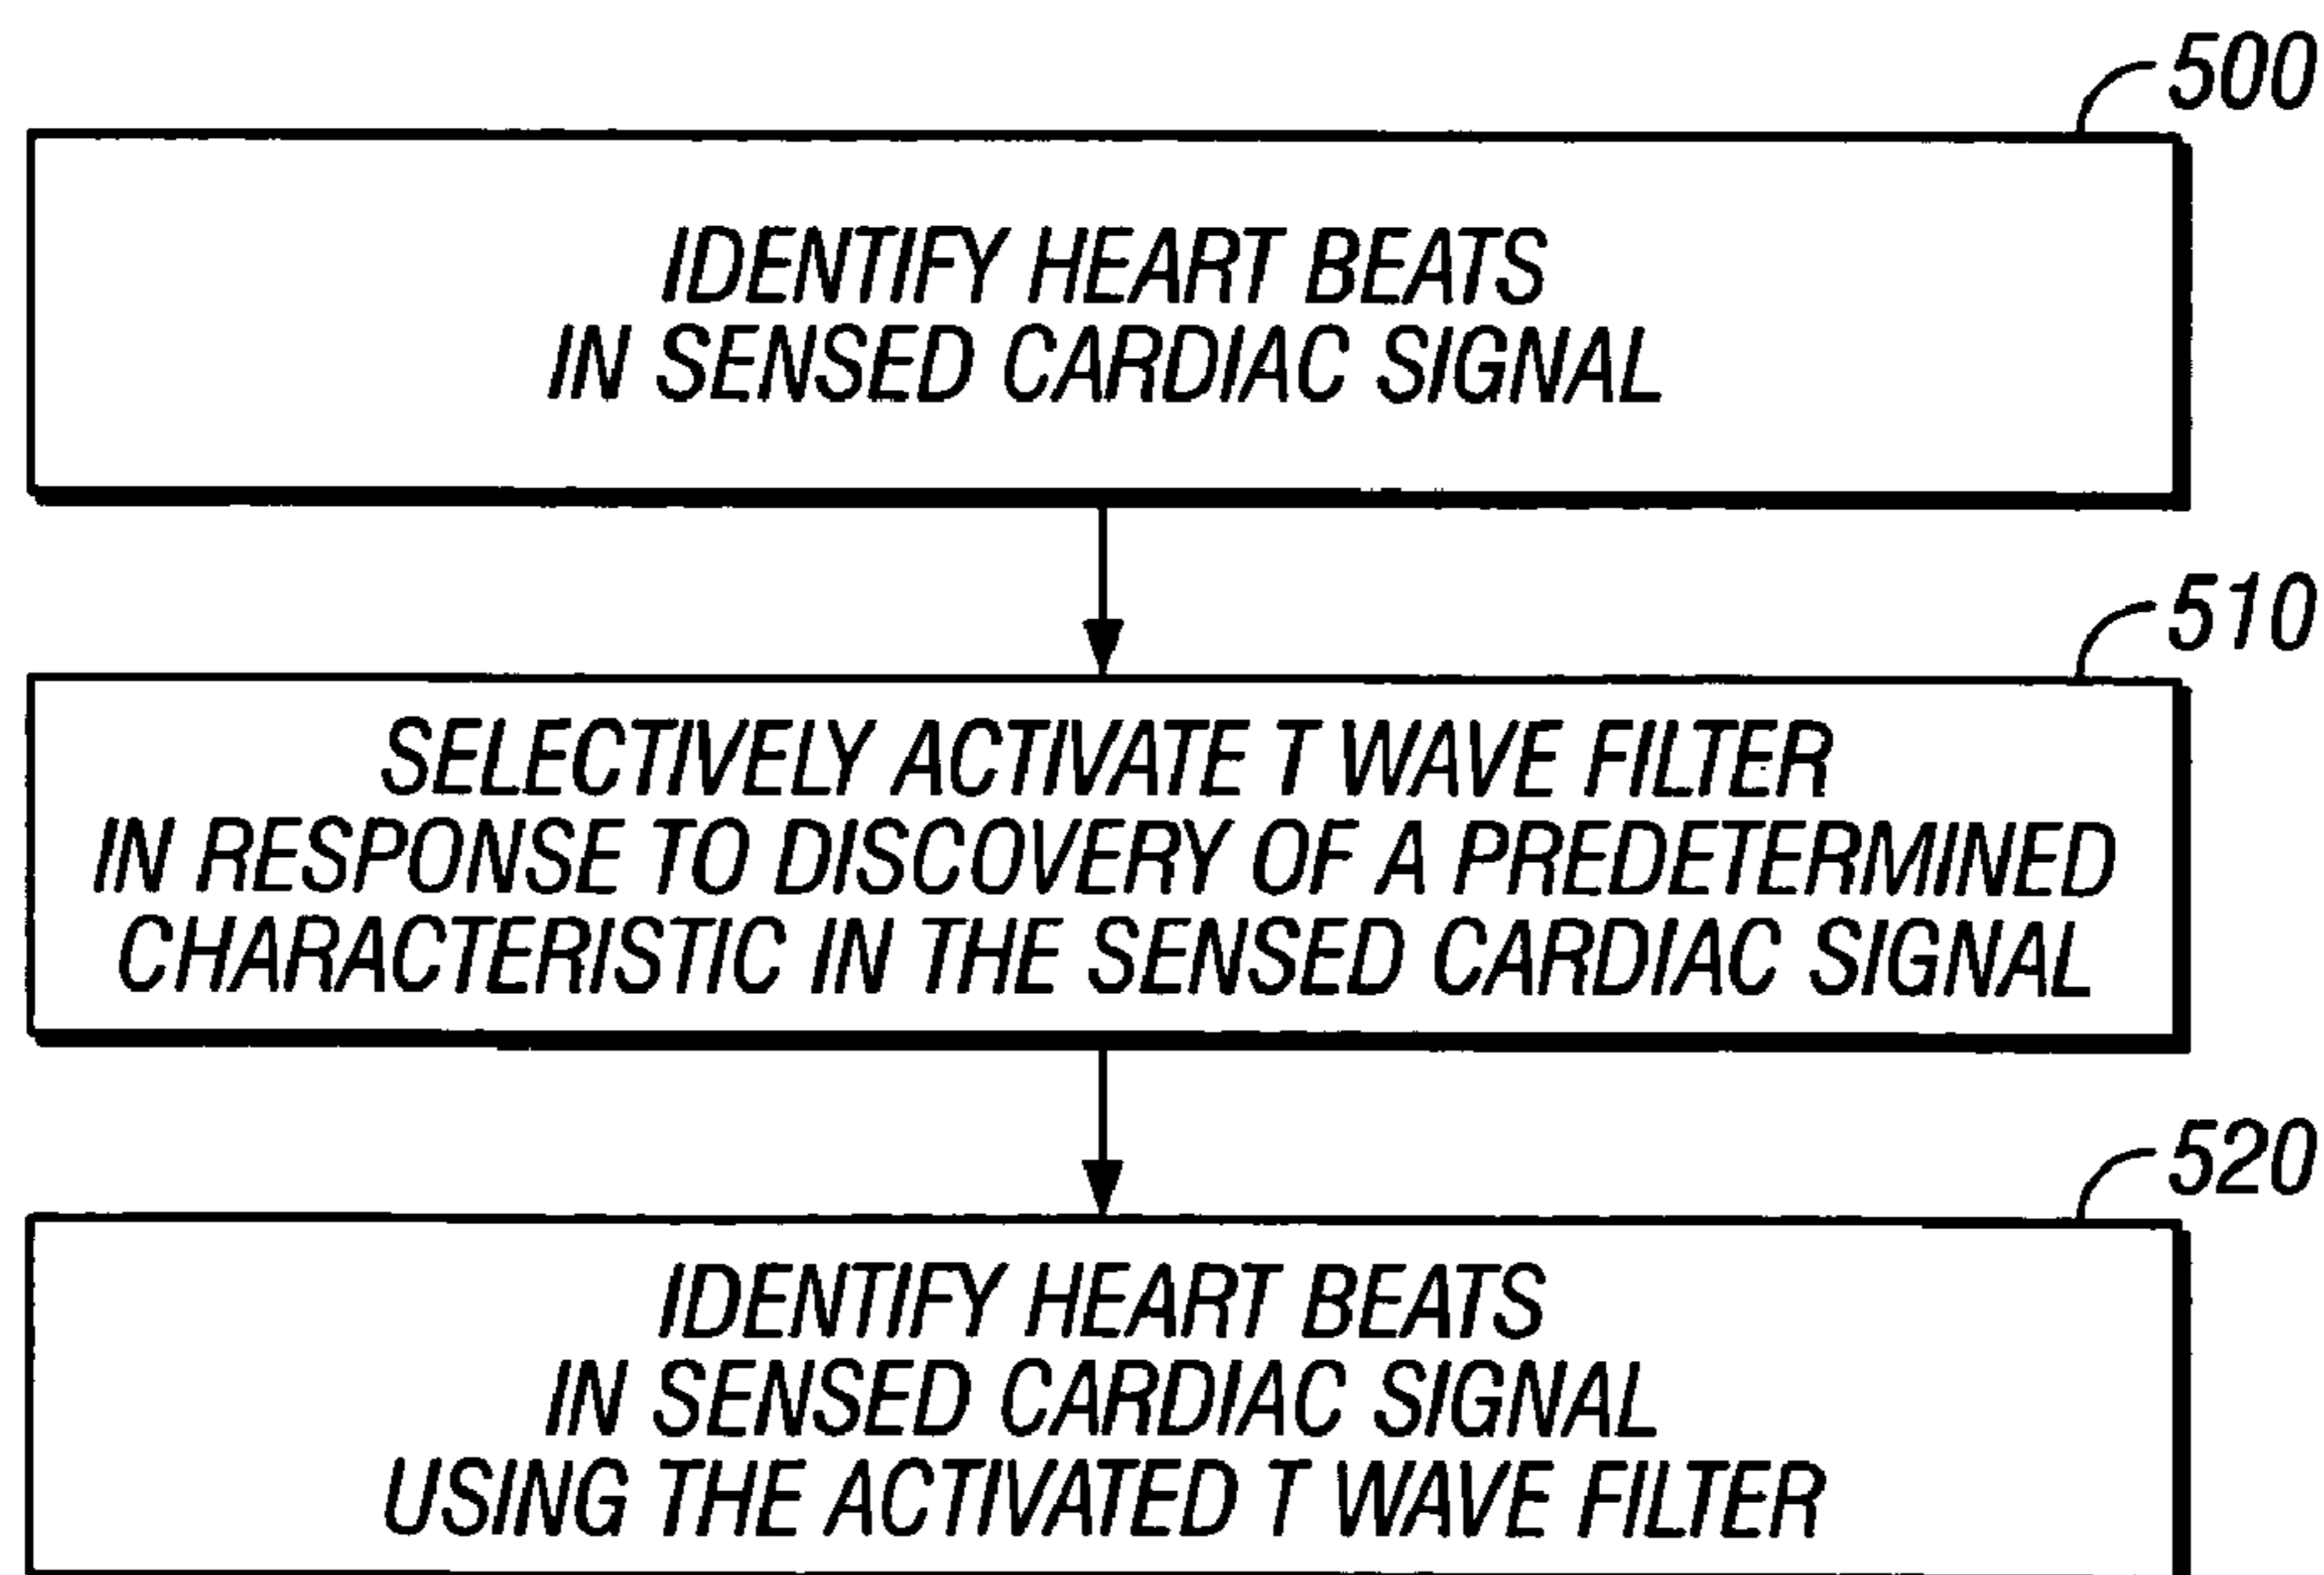 500
IDENTIFY HEART BEATS
IN SENSED CARDIAC SIGNAL
510
SELECTIVELY ACTIVATE T WAVE FILTER
IN RESPONSE TO DISCOVERY OF A PREDETERMINED
CHARACTERISTIC IN THE SENSED CARDIAC SIGNAL
520
IDENTIFY HEART BEATS
IN SENSED CARDIAC SIGNAL
USING THE ACTIVATED T WAVE FILTER